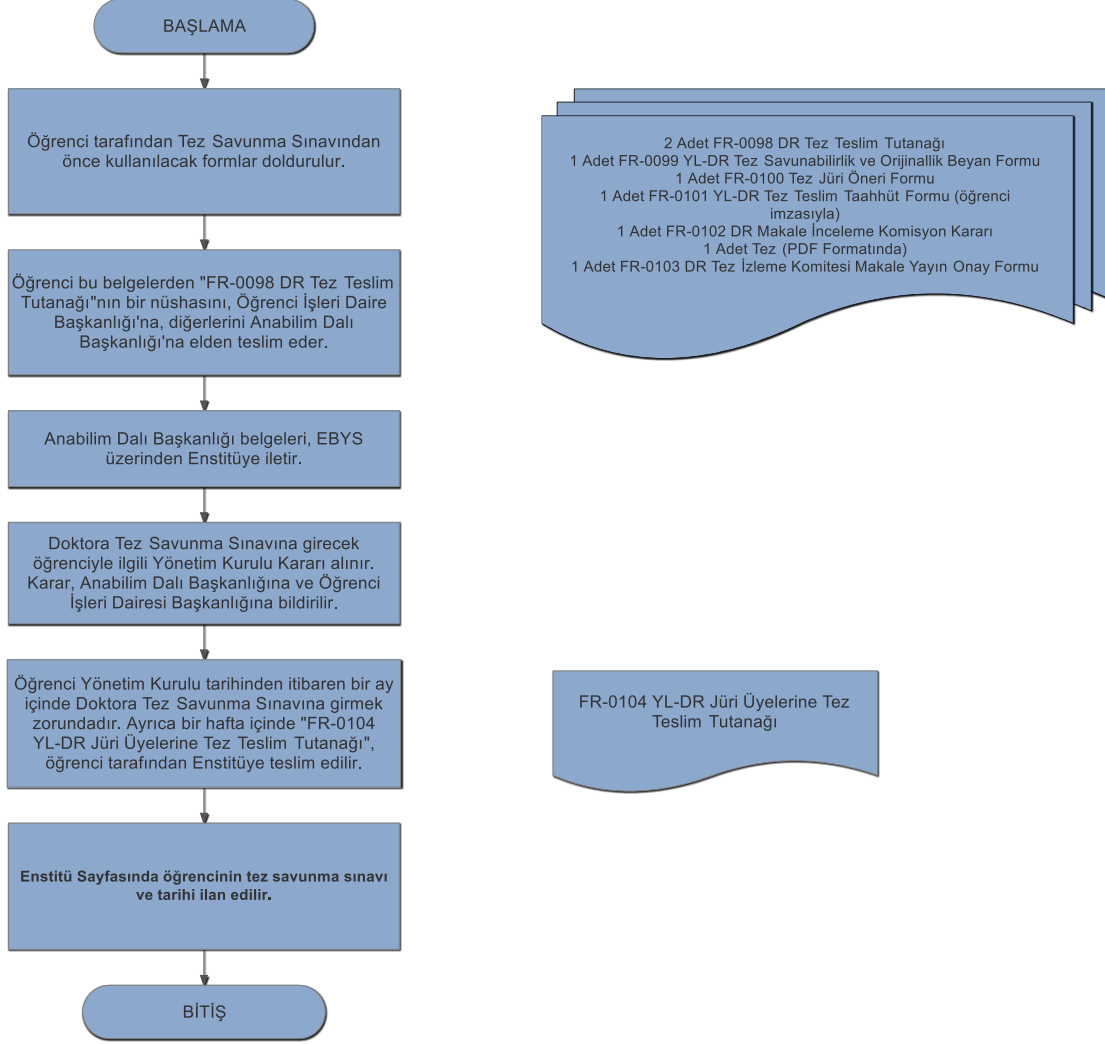 BAŞLAMA
Öğrenci tarafından Tez Savunma Sınavından
önce kullanılacak formlar doldurulur.
2 Adet FR-0098 DR Tez Teslim Tutanağı
1 Adet FR-0099 YL-DR Tez Savunabilirlik ve Orijinallik Beyan Formu
1 Adet FR-0100 Tez Jüri Öneri Formu
1 Adet FR-0101 YL-DR Tez Teslim Taahhüt Formu (öğrenci
imzasıyla)
1 Adet FR-0102 DR Makale İnceleme Komisyon Kararı
1 Adet Tez (PDF Formatında)
1 Adet FR-0103 DR Tez İzleme Komitesi Makale Yayın Onay Formu
Öğrenci bu belgelerden "FR-0098 DR Tez Teslim
Tutanağı"nın bir nüshasını, Öğrenci İşleri Daire
Başkanlığı'na, diğerlerini Anabilim Dalı
Başkanlığı'na elden teslim eder.
Anabilim Dalı Başkanlığı belgeleri, EBYS
üzerinden Enstitüye iletir.
Doktora Tez Savunma Sınavına girecek
öğrenciyle ilgili Yönetim Kurulu Kararı alınır.
Karar, Anabilim Dalı Başkanlığına ve Öğrenci
İşleri Dairesi Başkanlığına bildirilir.
Öğrenci Yönetim Kurulu tarihinden itibaren bir ay
içinde Doktora Tez Savunma Sınavına girmek
zorundadır. Ayrıca bir hafta içinde "FR-0104
YL-DR Jüri Üyelerine Tez Teslim Tutanağı",
öğrenci tarafından Enstitüye teslim edilir.
FR-0104 YL-DR Jüri Üyelerine Tez
Teslim Tutanağı
Enstitü Sayfasında öğrencinin tez savunma sınavı
ve tarihi ilan edilir.
BİTİŞ